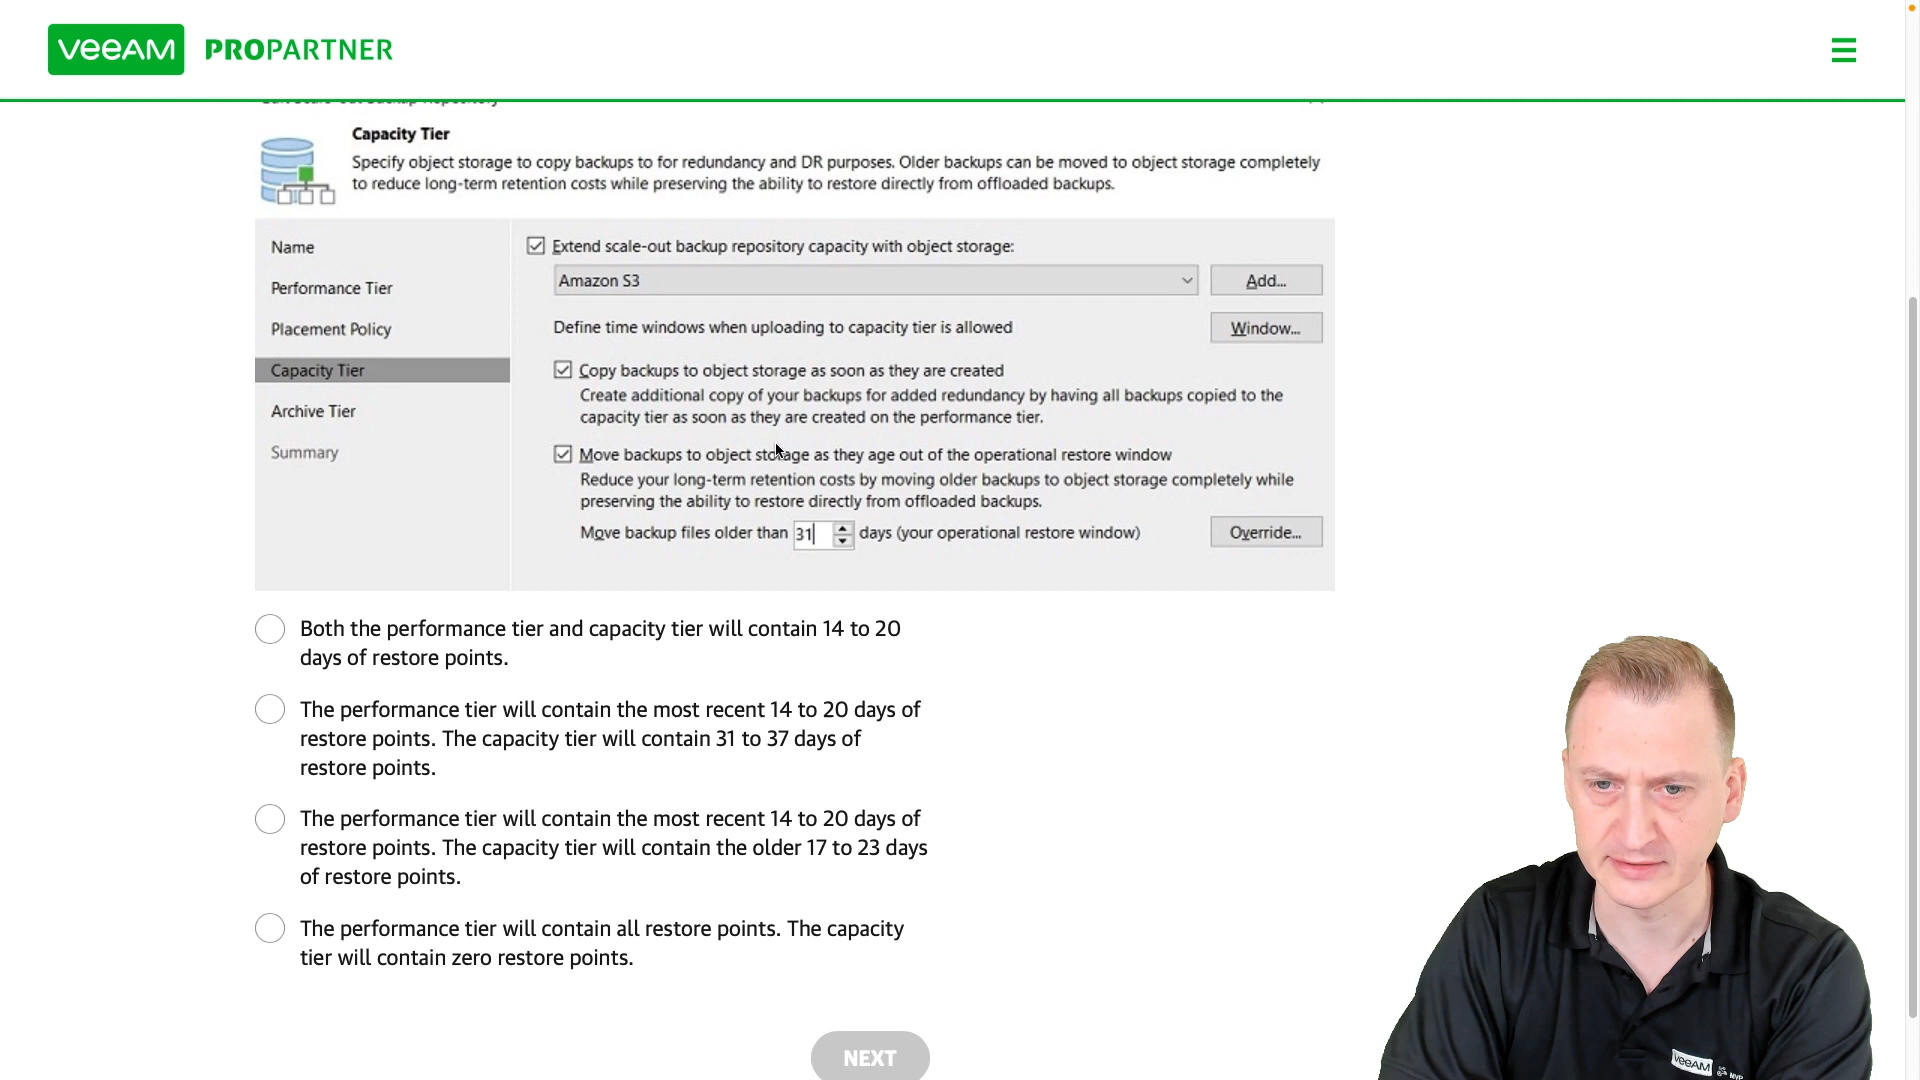 veeAM PROPARTNER
Capacity Tier
Specify object storage to copy backups to for redundancy and DR purposes. Older backups can be moved to object storage completely
to reduce long-term retention costs while preserving the ability to restore directly from offloaded backups.
Name
Performance Tier
Placement Policy
Capacity Tier
Archive Tier
Summary
Extend scale-out backup repository capacity with object storage:
Amazon S3
Add...
Define time windows when uploading to capacity tier is allowed
Window...
Copy backups to object storage as soon as they are created
Create additional copy of your backups for added redundancy by having all backups copied to the
capacity tier as soon as they are created on the performance tier.
Move backups to object storage as they age out of the operational restore window
Reduce your long-term retention costs by moving older backups to object storage completely while
preserving the ability to restore directly from offloaded backups.
Move backup files older than 31 days (your operational restore window)
Override...
Both the performance tier and capacity tier will contain 14 to 20
days of restore points.
The performance tier will contain the most recent 14 to 20 days of
restore points. The capacity tier will contain 31 to 37 days of
restore points.
The performance tier will contain the most recent 14 to 20 days of
restore points. The capacity tier will contain the older 17 to 23 days
of restore points.
The performance tier will contain all restore points. The capacity
tier will contain zero restore points.
NEXT
veeAM